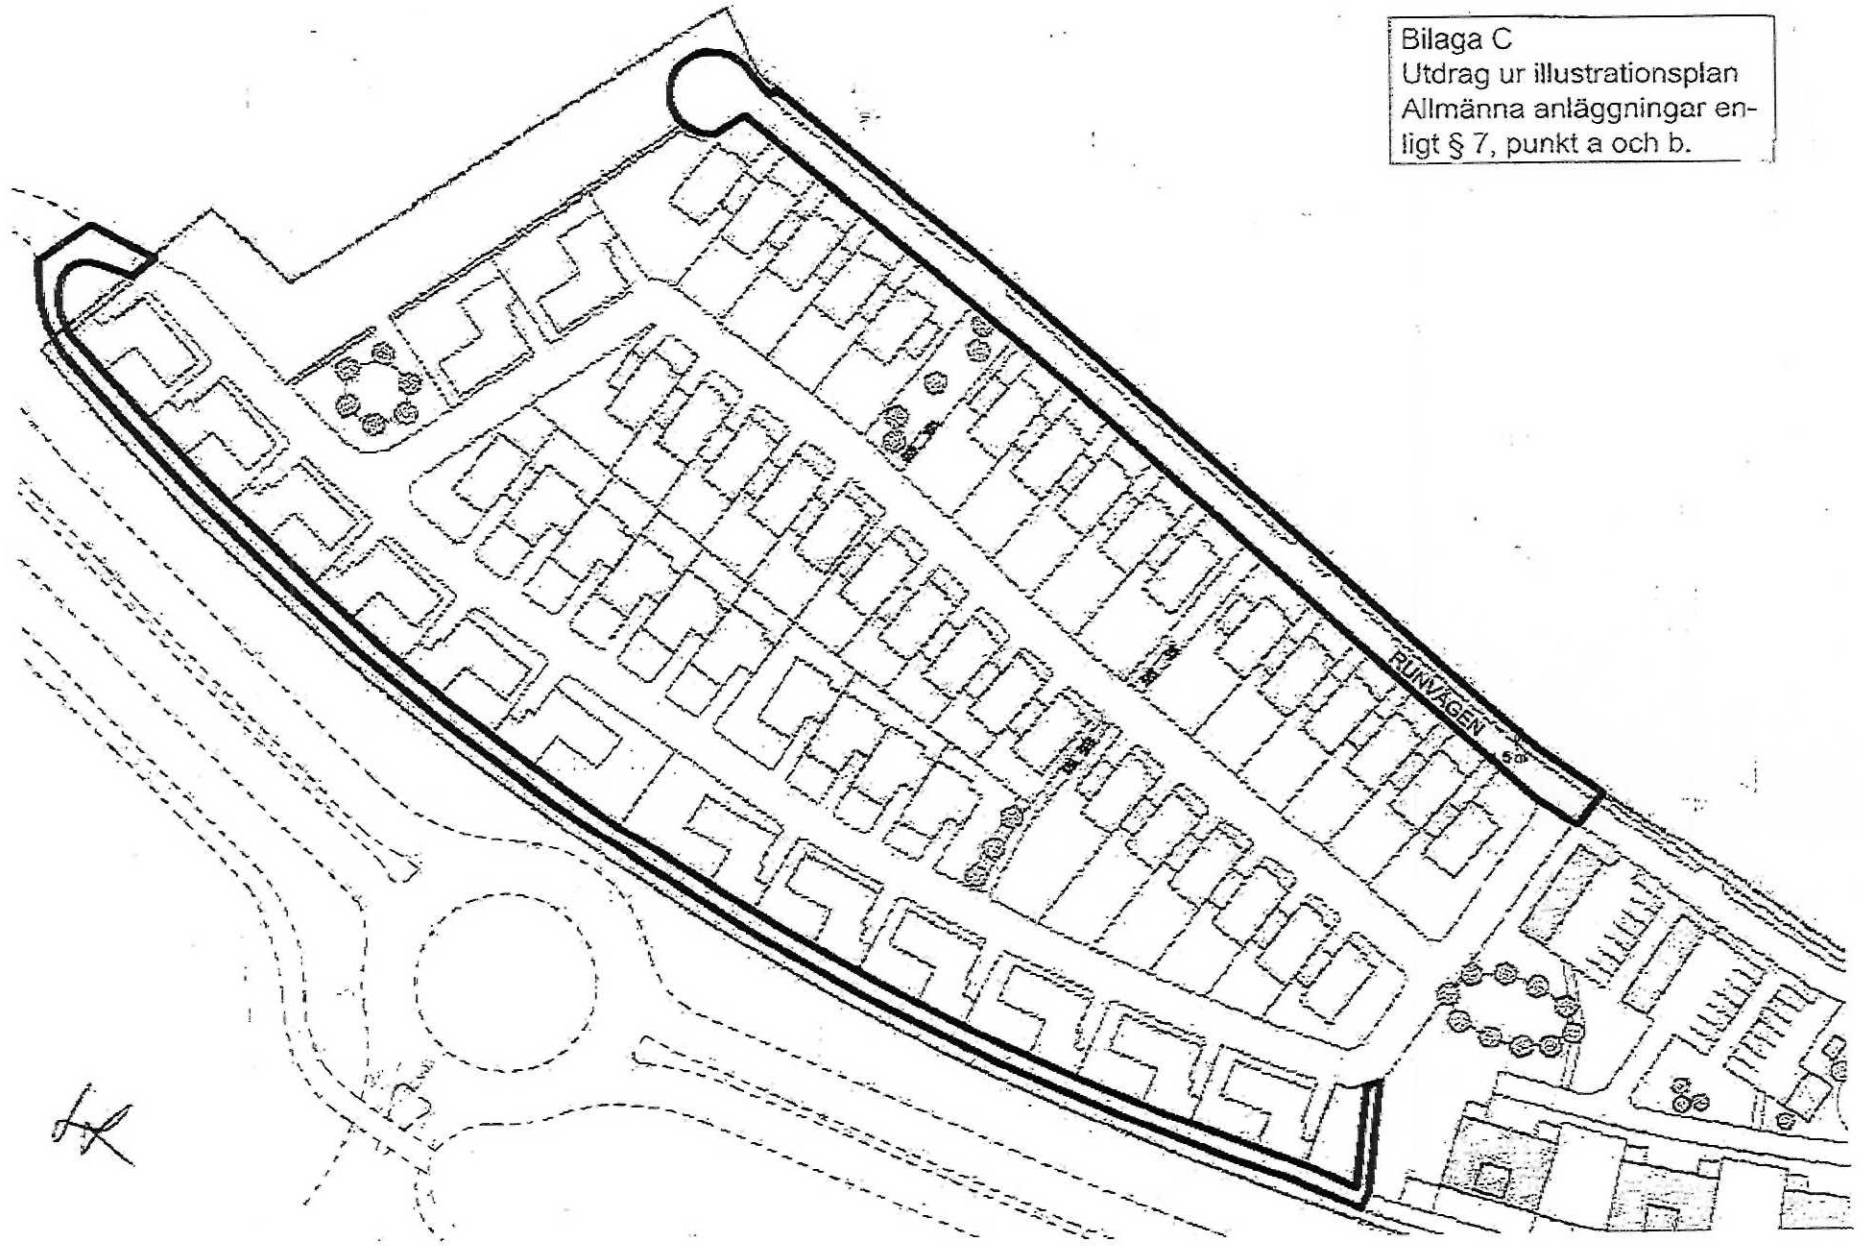 Bilaga C
Utdrag ur illustrationsplan
Allmänna anläggningar en-
ligt § 7, punkt a och b.
RUNVÄGEN